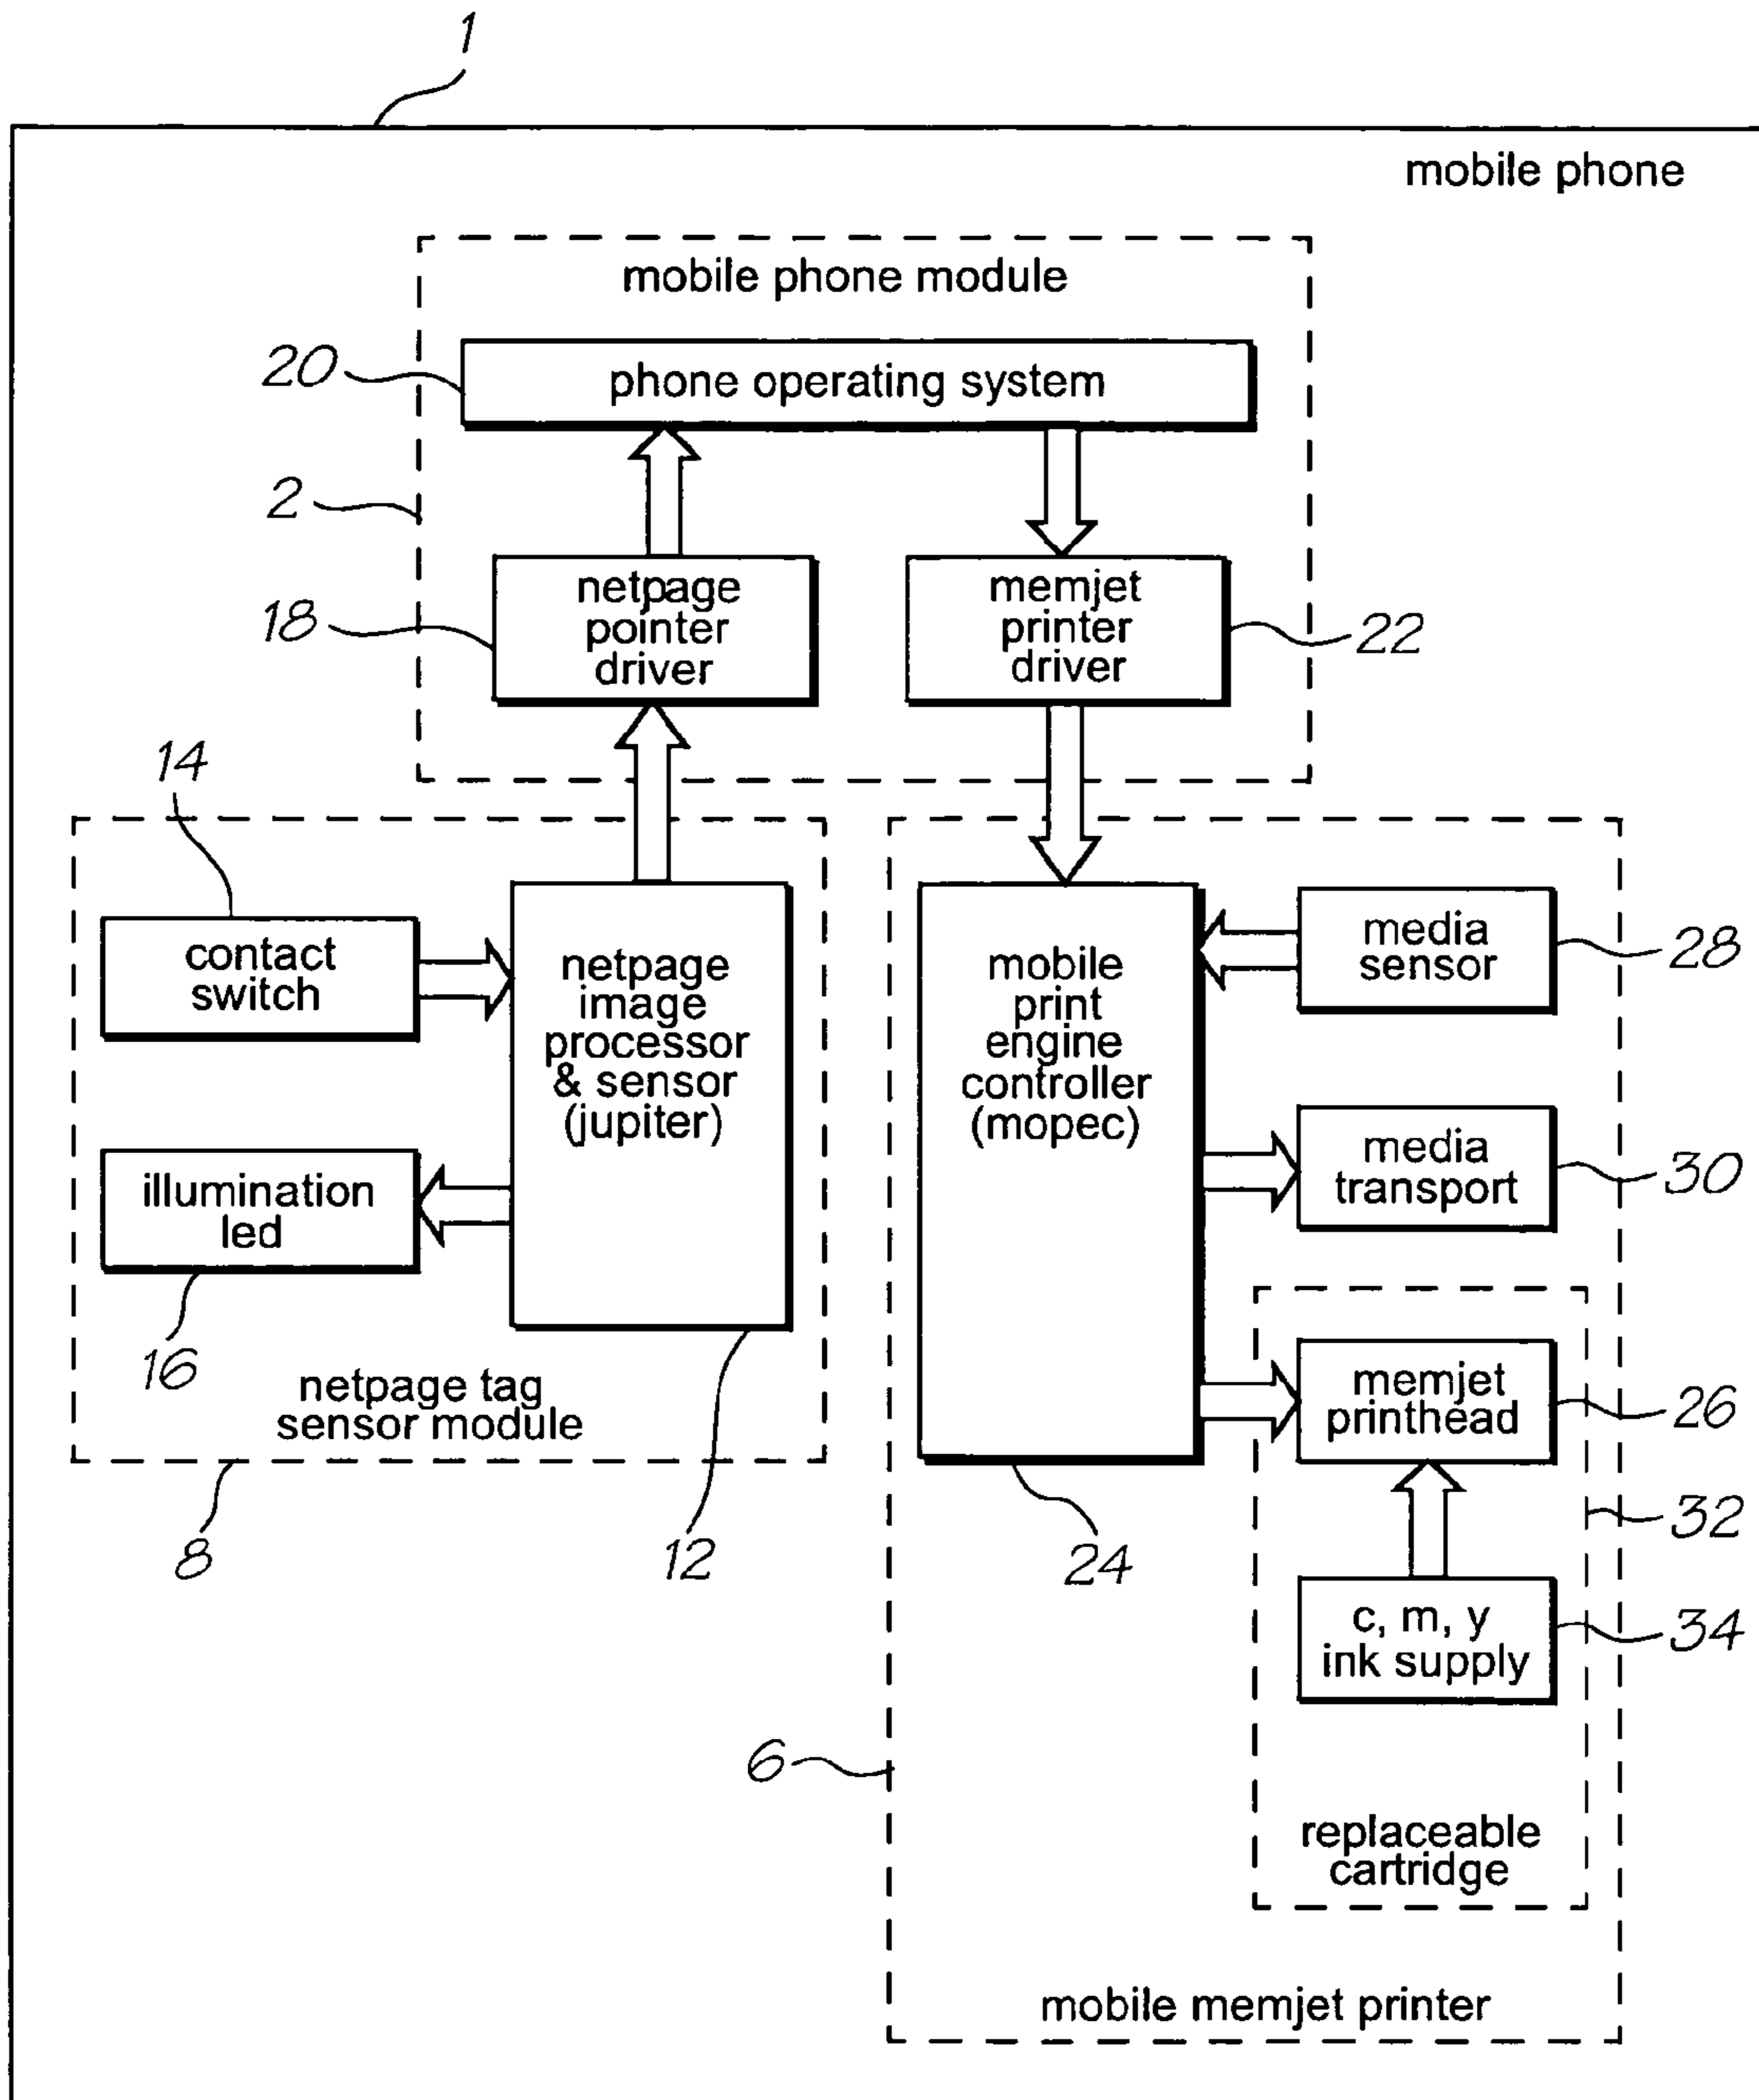 1
mobile phone
mobile phone module
20
phone operating system
2
netpage
pointer
driver
18
memjet
printer
driver
22
14
contact
switch
netpage
image
processor
& sensor
(jupiter)
illumination
led
16
netpage tag
sensor module
8
12
mobile
print
engine
controller
(mopec)
media
sensor
28
media
transport
30
memjet
printhead
26
32
24
c, m, y
ink supply
34
6
replaceable
cartridge
mobile memjet printer